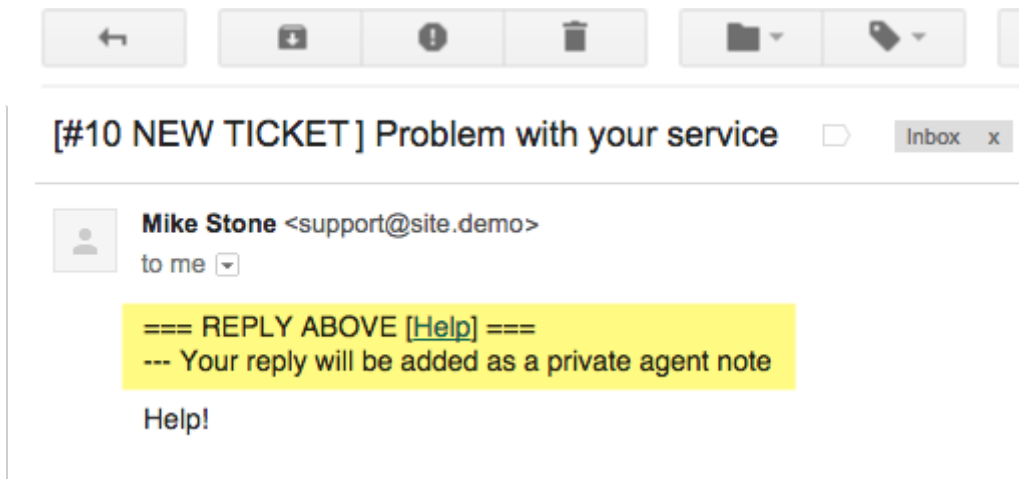 [#10 NEW TICKET] Problem with your service
Inbox x
Mike Stone <support@site.demo>
to me
=== REPLY ABOVE [Help] ===
--- Your reply will be added as a private agent note
Help!